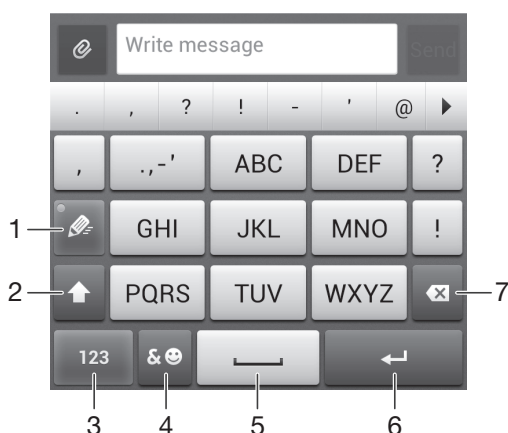 Write message Send
. , ? ! - ' @
, .,-' ABC DEF ?
1 GHI JKL MNO !
2 PQRS TUV WXYZ 7
123 &
3 4 5 6